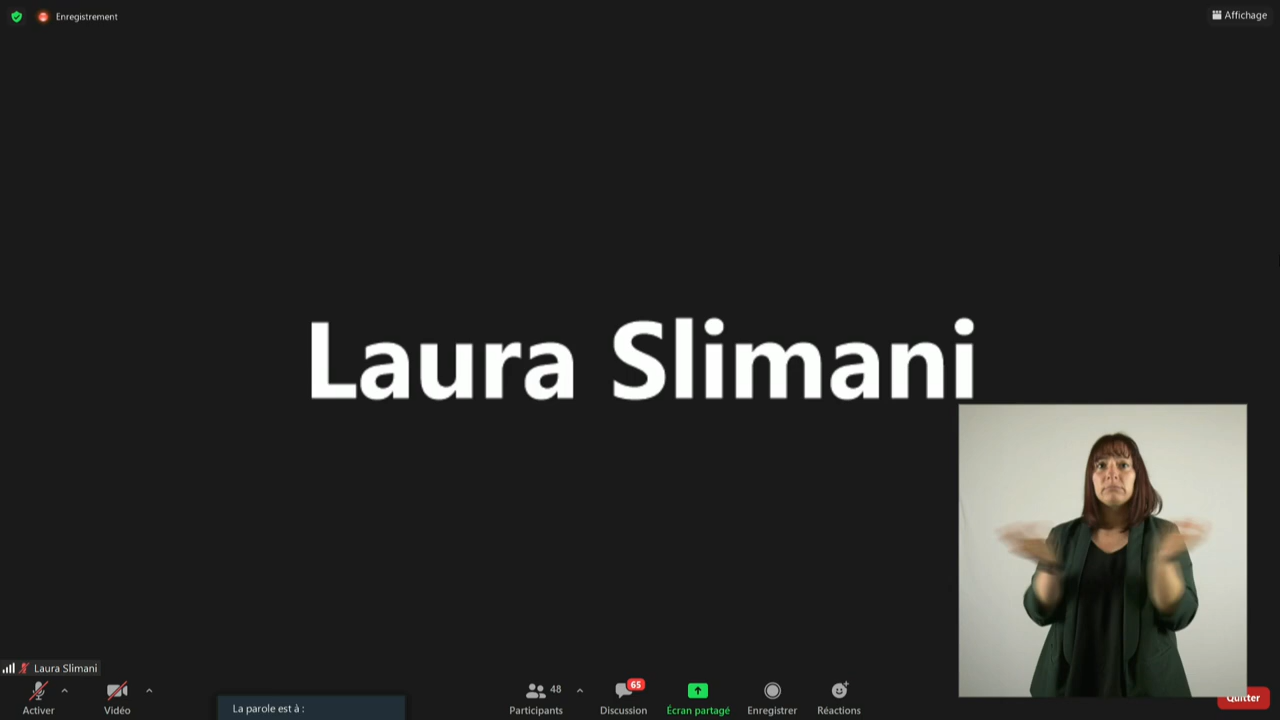 Enregistrement
Affichage
Laura Slimani
Laura Slimani
Activer
Vidéo
La parole est à :
Participants
48
Discussion
65
Écran partagé
Enregistrer
Réactions
Quitter